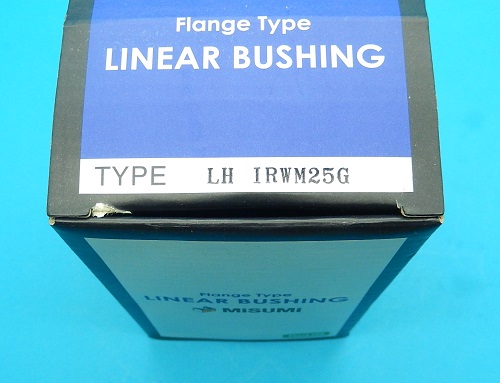 Flange Type
LINEAR BUSHING
TYPE LH IRWM25G
Flange Type
LINEAR BUSHING
MISUMI